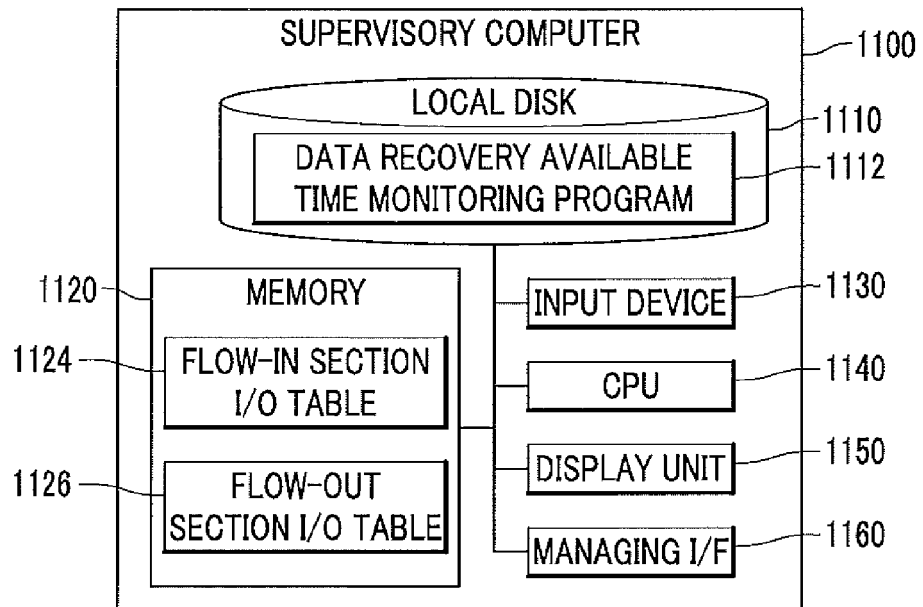 SUPERVISORY COMPUTER
1100
LOCAL DISK
1110
DATA RECOVERY AVAILABLE
TIME MONITORING PROGRAM
1112
1120
MEMORY
1124
FLOW-IN SECTION
I/O TABLE
1126
FLOW-OUT
SECTION I/O TABLE
INPUT DEVICE
1130
CPU
1140
DISPLAY UNIT
1150
MANAGING I/F
1160